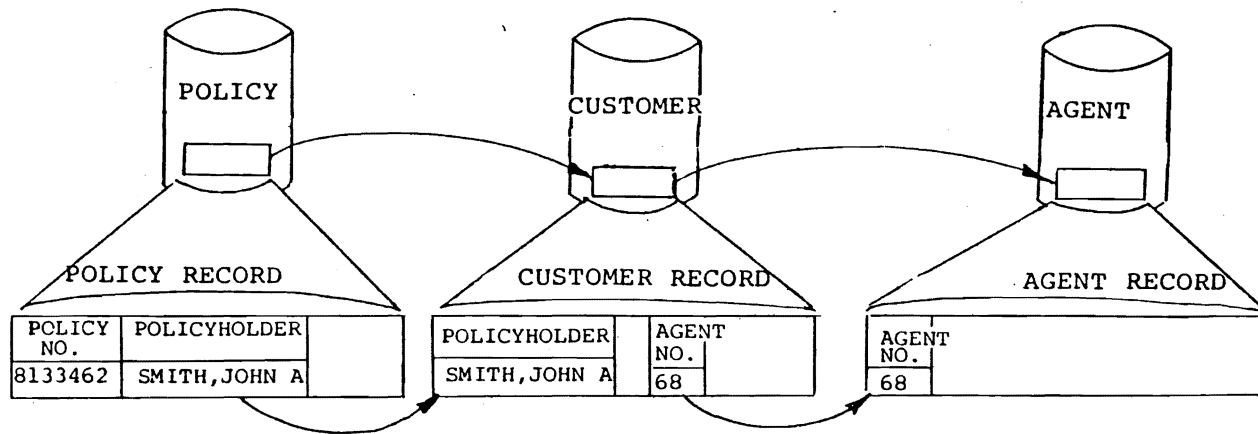 POLICY
CUSTOMER
AGENT
POLICY RECORD
CUSTOMER RECORD
AGENT RECORD
POLICY
NO.
POLICYHOLDER
8133462
SMITH,JOHN A
POLICYHOLDER
AGENT
NO.
SMITH,JOHN A
68
AGENT
NO.
68